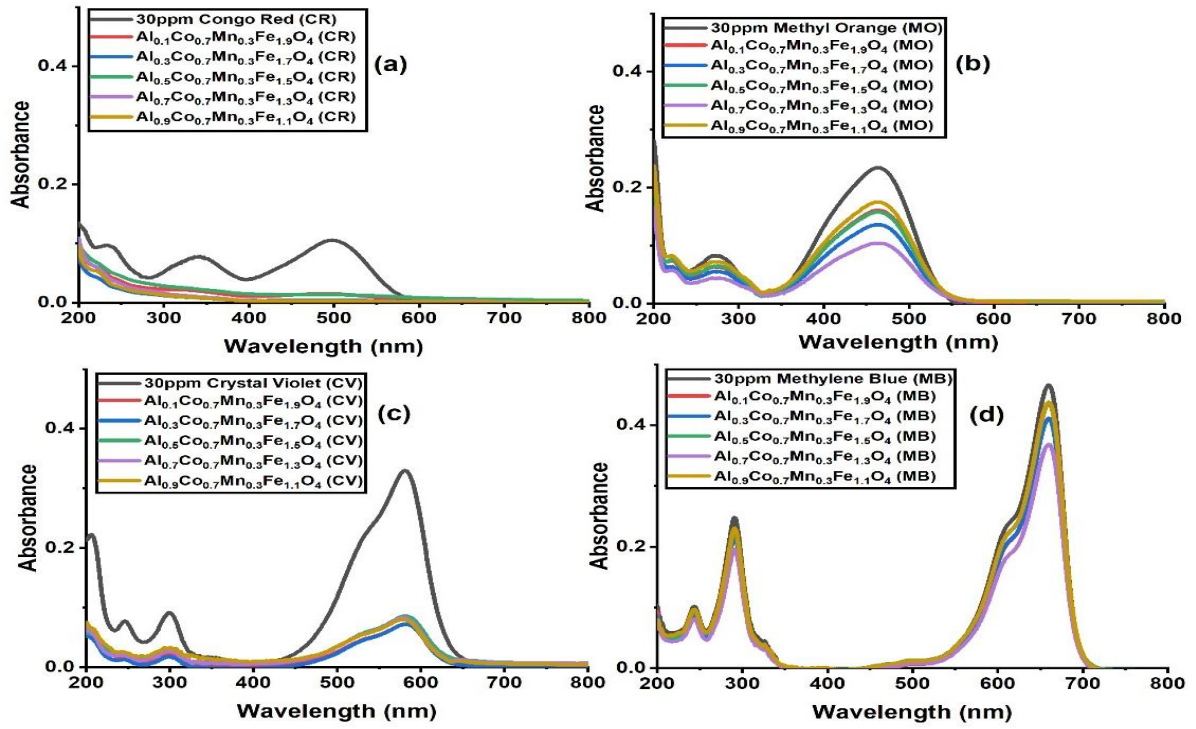 30ppm Congo Red (CR)
Al0.1Co0.7Mn0.3Fe1.9O4 (CR)
Al0.3Co0.7Mn0.3Fe1.7O4 (CR)
Al0.5Co0.7Mn0.3Fe1.5O4 (CR)
Al0.7Co0.7Mn0.3Fe1.3O4 (CR)
Al0.9Co0.7Mn0.3Fe1.1O4 (CR)
(a)
Absorbance
0.4
0.2
0.0
200 300 400 500 600 700 800
Wavelength (nm)
30ppm Methyl Orange (MO)
Al0.1Co0.7Mn0.3Fe1.9O4 (MO)
Al0.3Co0.7Mn0.3Fe1.7O4 (MO)
Al0.5Co0.7Mn0.3Fe1.5O4 (MO)
Al0.7Co0.7Mn0.3Fe1.3O4 (MO)
Al0.9Co0.7Mn0.3Fe1.1O4 (MO)
(b)
Absorbance
0.4
0.2
0.0
200 300 400 500 600 700 800
Wavelength (nm)
30ppm Crystal Violet (CV)
Al0.1Co0.7Mn0.3Fe1.9O4 (CV)
Al0.3Co0.7Mn0.3Fe1.7O4 (CV)
Al0.5Co0.7Mn0.3Fe1.5O4 (CV)
Al0.7Co0.7Mn0.3Fe1.3O4 (CV)
Al0.9Co0.7Mn0.3Fe1.1O4 (CV)
(c)
Absorbance
0.4
0.2
0.0
200 300 400 500 600 700 800
Wavelength (nm)
30ppm Methylene Blue (MB)
Al0.1Co0.7Mn0.3Fe1.9O4 (MB)
Al0.3Co0.7Mn0.3Fe1.7O4 (MB)
Al0.5Co0.7Mn0.3Fe1.5O4 (MB)
Al0.7Co0.7Mn0.3Fe1.3O4 (MB)
Al0.9Co0.7Mn0.3Fe1.1O4 (MB)
(d)
Absorbance
0.4
0.2
0.0
200 300 400 500 600 700 800
Wavelength (nm)